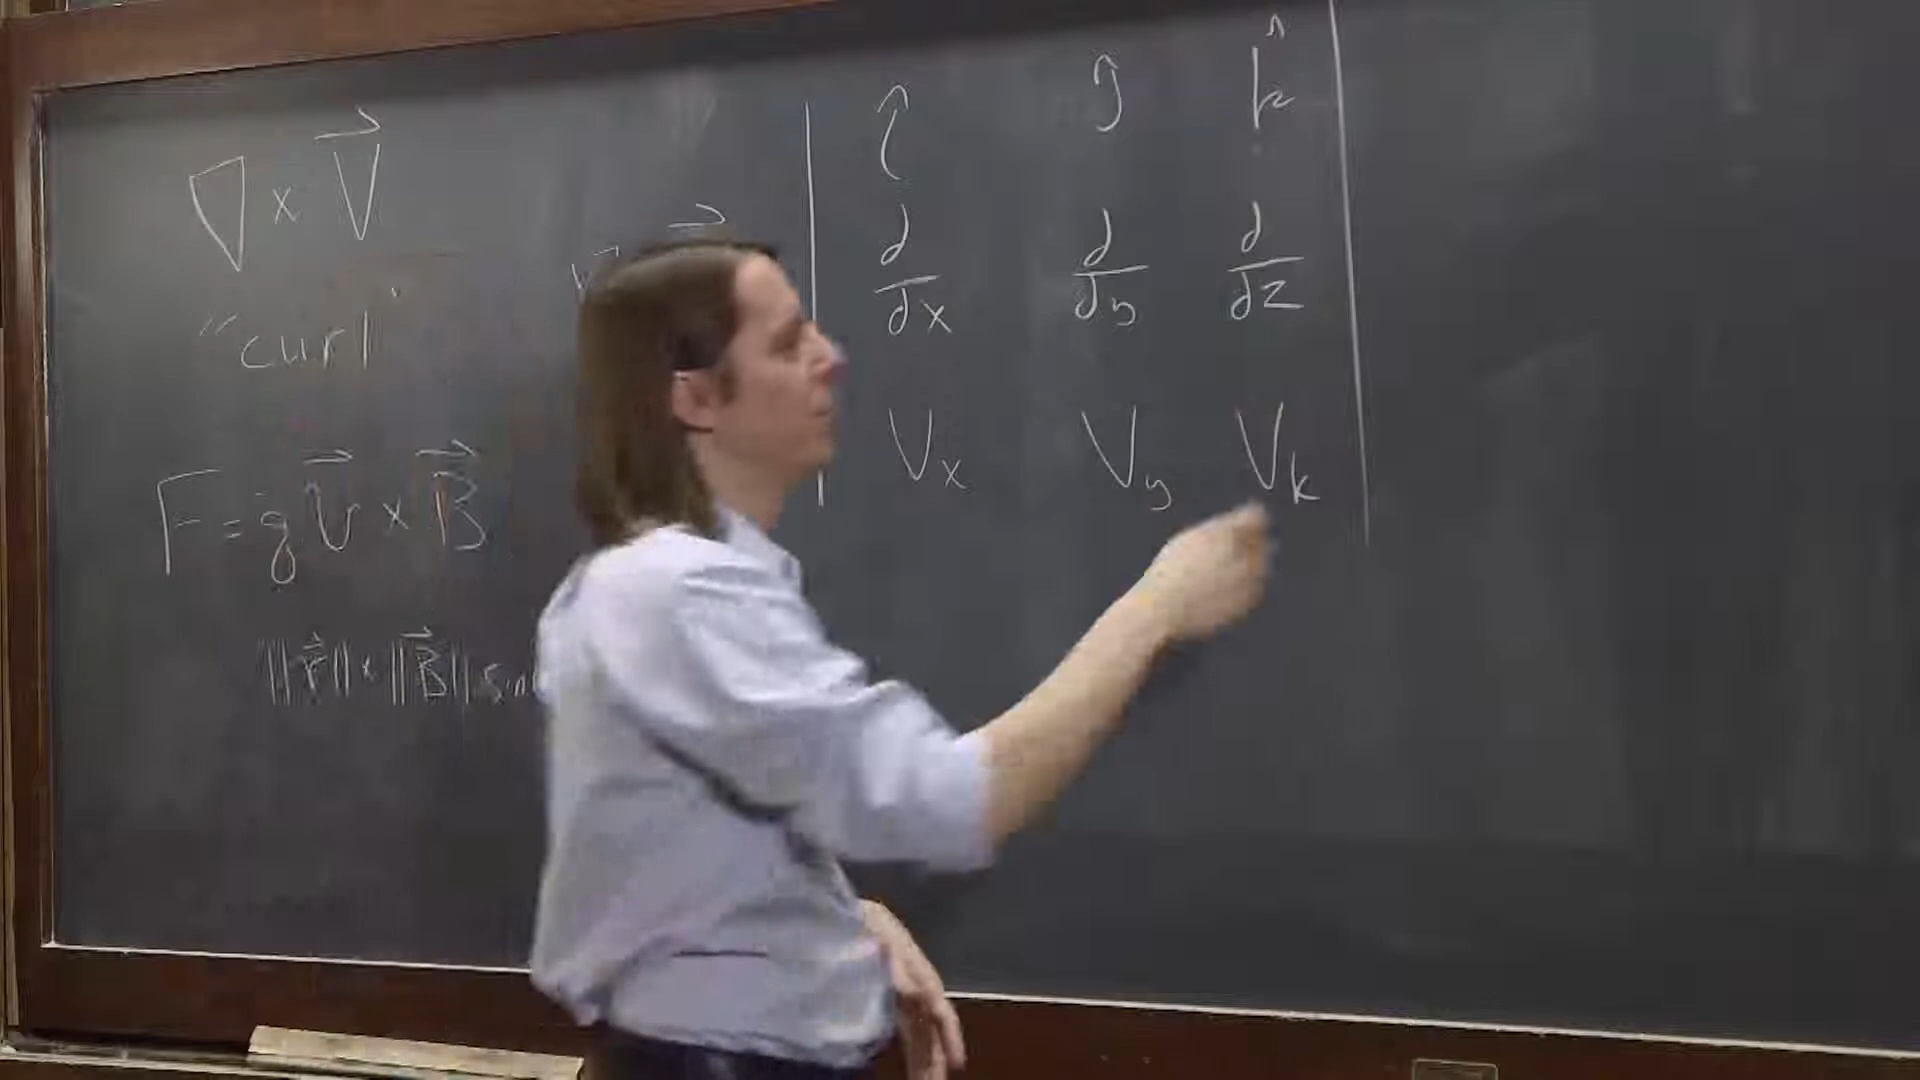 ∇ × V⃗
"curl"
F = q v⃗ × B⃗
||v⃗|| × ||B⃗|| sin
î ĵ k̂
∂/∂x ∂/∂y ∂/∂z
Vx Vy Vk